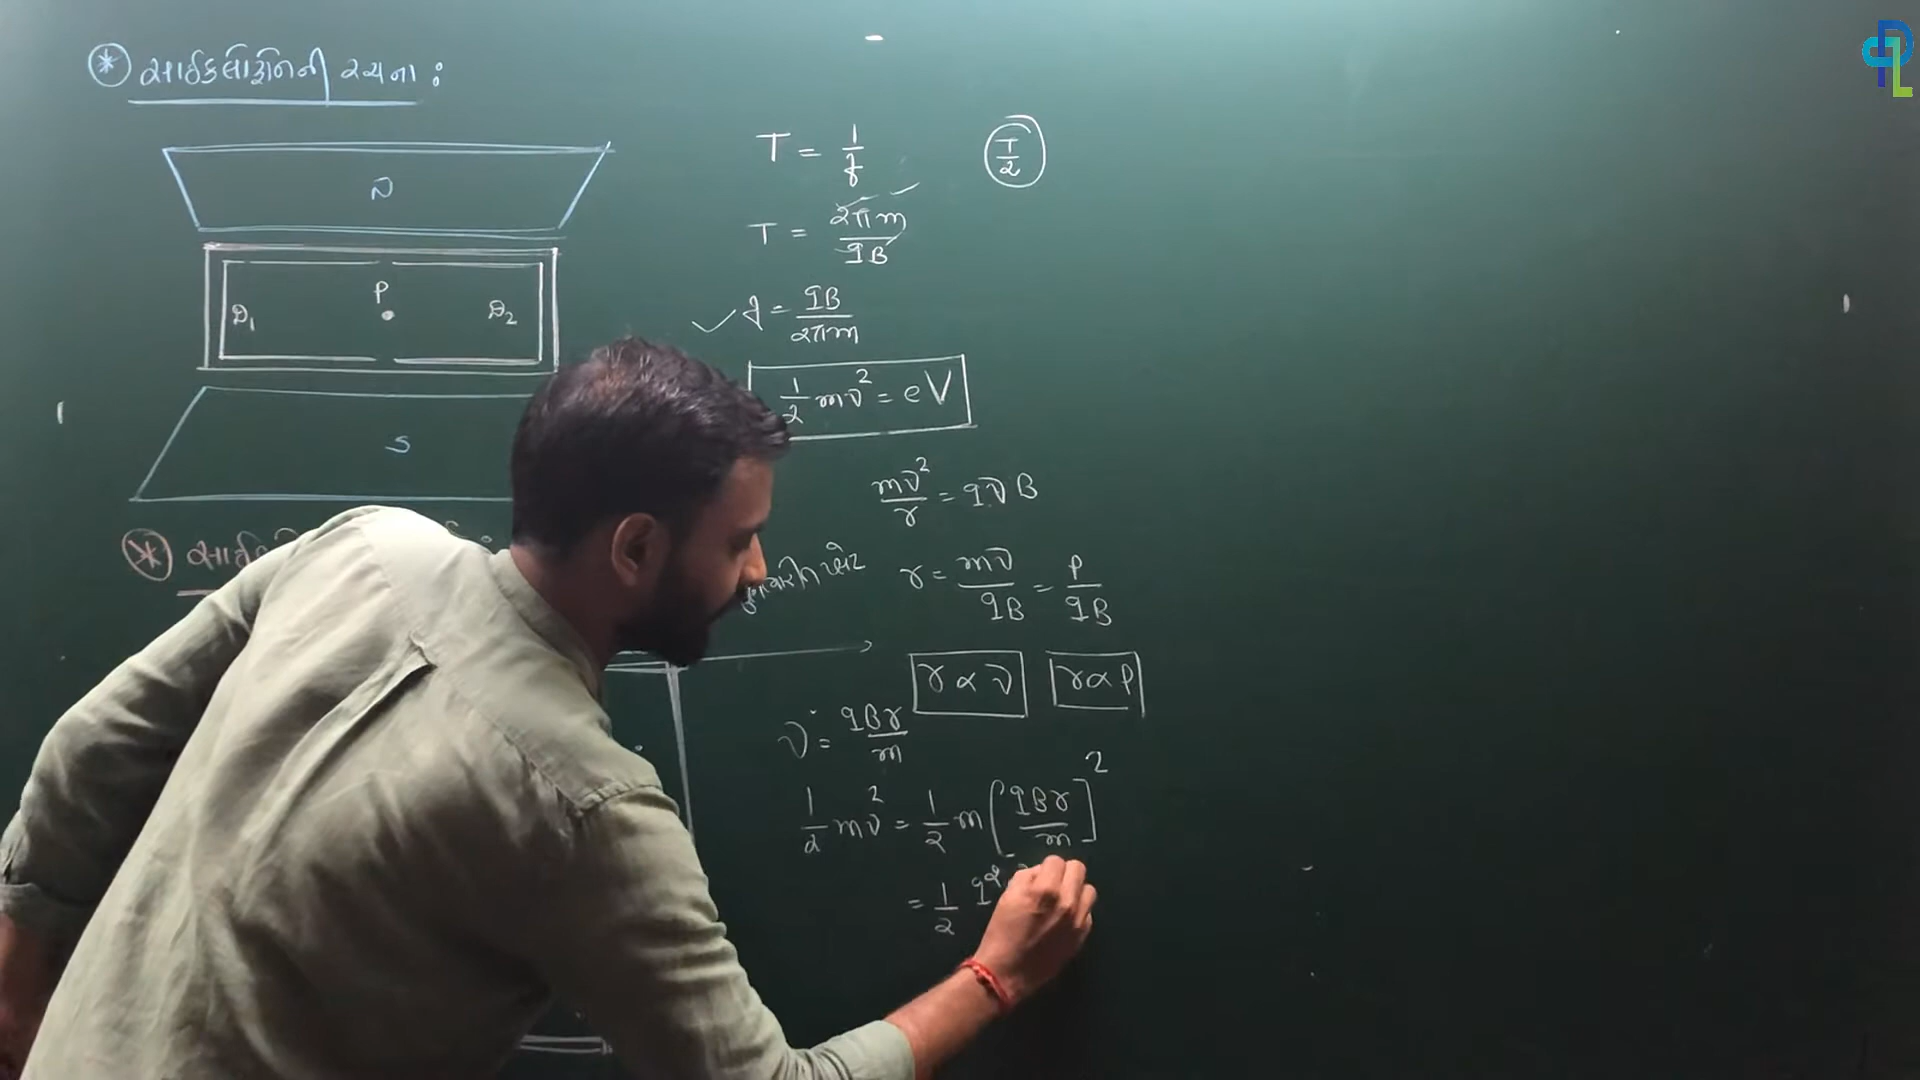 * સાઈક્લોટ્રોનની રચના :
N
D₁ P D₂
S
*
T = 1/f
T/2
T = 2πm/qB
✓ f = qB/2πm
1/2 mv² = eV
mv²/r = qvB
r = mv/qB = P/qB
r ∝ v
r ∝ P
v = qBr/m
1/2 mv² = 1/2 m [qBr/m]²
= 1/2 q²